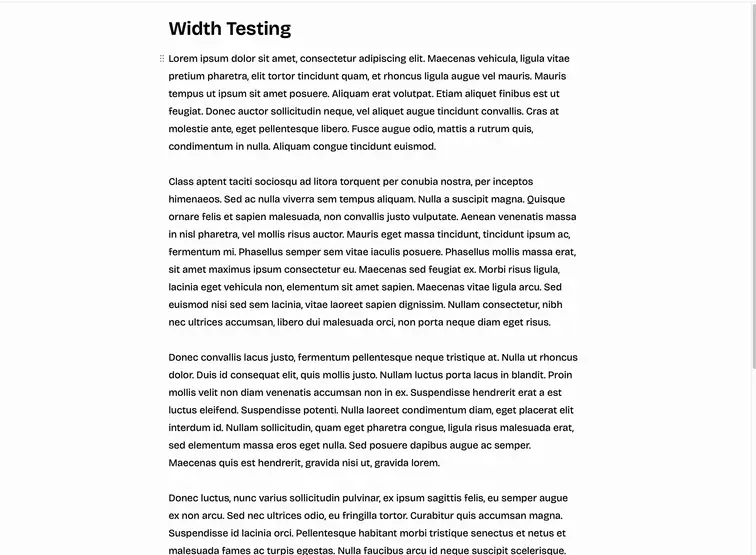 Width Testing
Lorem ipsum dolor sit amet, consectetur adipiscing elit. Maecenas vehicula, ligula vitae
pretium pharetra, elit tortor tincidunt quam, et rhoncus ligula augue vel mauris. Mauris
tempus ut ipsum sit amet posuere. Aliquam erat volutpat. Etiam aliquet finibus est ut
feugiat. Donec auctor sollicitudin neque, vel aliquet augue tincidunt convallis. Cras at
molestie ante, eget pellentesque libero. Fusce augue odio, mattis a rutrum quis,
condimentum in nulla. Aliquam congue tincidunt euismod.
Class aptent taciti sociosqu ad litora torquent per conubia nostra, per inceptos
himenaeos. Sed ac nulla viverra sem tempus aliquam. Nulla a suscipit magna. Quisque
ornare felis et sapien malesuada, non convallis justo vulputate. Aenean venenatis massa
in nisl pharetra, vel mollis risus auctor. Mauris eget massa tincidunt, tincidunt ipsum ac,
fermentum mi. Phasellus semper sem vitae iaculis posuere. Phasellus mollis massa erat,
sit amet maximus ipsum consectetur eu. Maecenas sed feugiat ex. Morbi risus ligula,
lacinia eget vehicula non, elementum sit amet sapien. Maecenas vitae ligula arcu. Sed
euismod nisi sed sem lacinia, vitae laoreet sapien dignissim. Nullam consectetur, nibh
nec ultrices accumsan, libero dui malesuada orci, non porta neque diam eget risus.
Donec convallis lacus justo, fermentum pellentesque neque tristique at. Nulla ut rhoncus
dolor. Duis id consequat elit, quis mollis justo. Nullam luctus porta lacus in blandit. Proin
mollis velit non diam venenatis accumsan non in ex. Suspendisse hendrerit erat a est
luctus eleifend. Suspendisse potenti. Nulla laoreet condimentum diam, eget placerat elit
interdum id. Nullam sollicitudin, quam eget pharetra congue, ligula risus malesuada erat,
sed elementum massa eros eget nulla. Sed posuere dapibus augue ac semper.
Maecenas quis est hendrerit, gravida nisi ut, gravida lorem.
Donec luctus, nunc varius sollicitudin pulvinar, ex ipsum sagittis felis, eu semper augue
ex non arcu. Sed nec ultrices odio, eu fringilla tortor. Curabitur quis accumsan magna.
Suspendisse id lacinia orci. Pellentesque habitant morbi tristique senectus et netus et
malesuada fames ac turpis egestas. Nulla faucibus arcu id neque suscipit scelerisque.